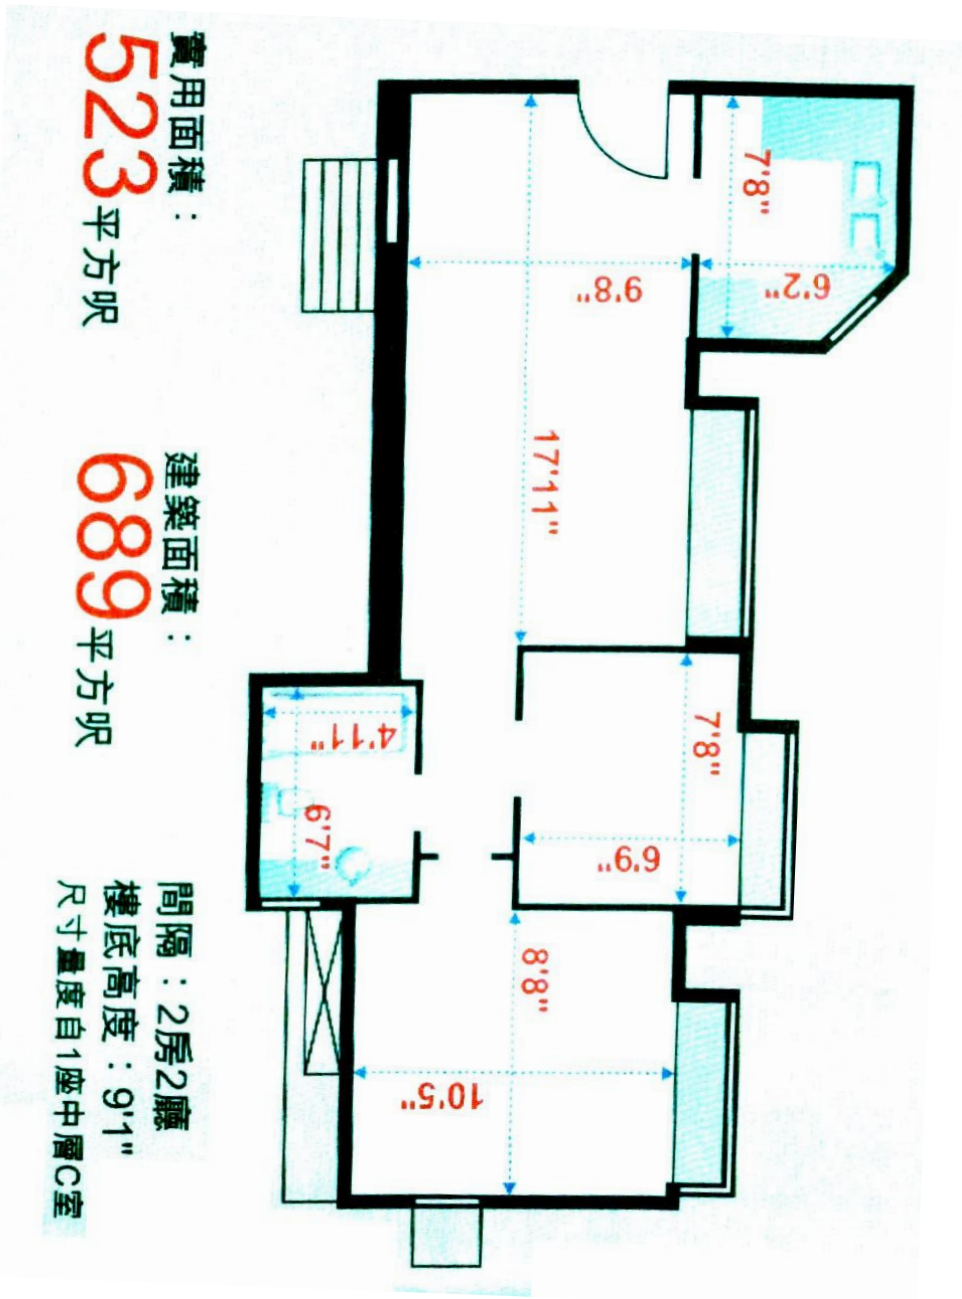 實用面積：
523平方呎
建築面積：
689平方呎
間隔：2房2廳
樓底高度：9'1"
尺寸量度自1座中層C室
7'8"
6'2"
9'8"
17'11"
7'8"
6'9"
4'11"
6'7"
8'8"
10'5"